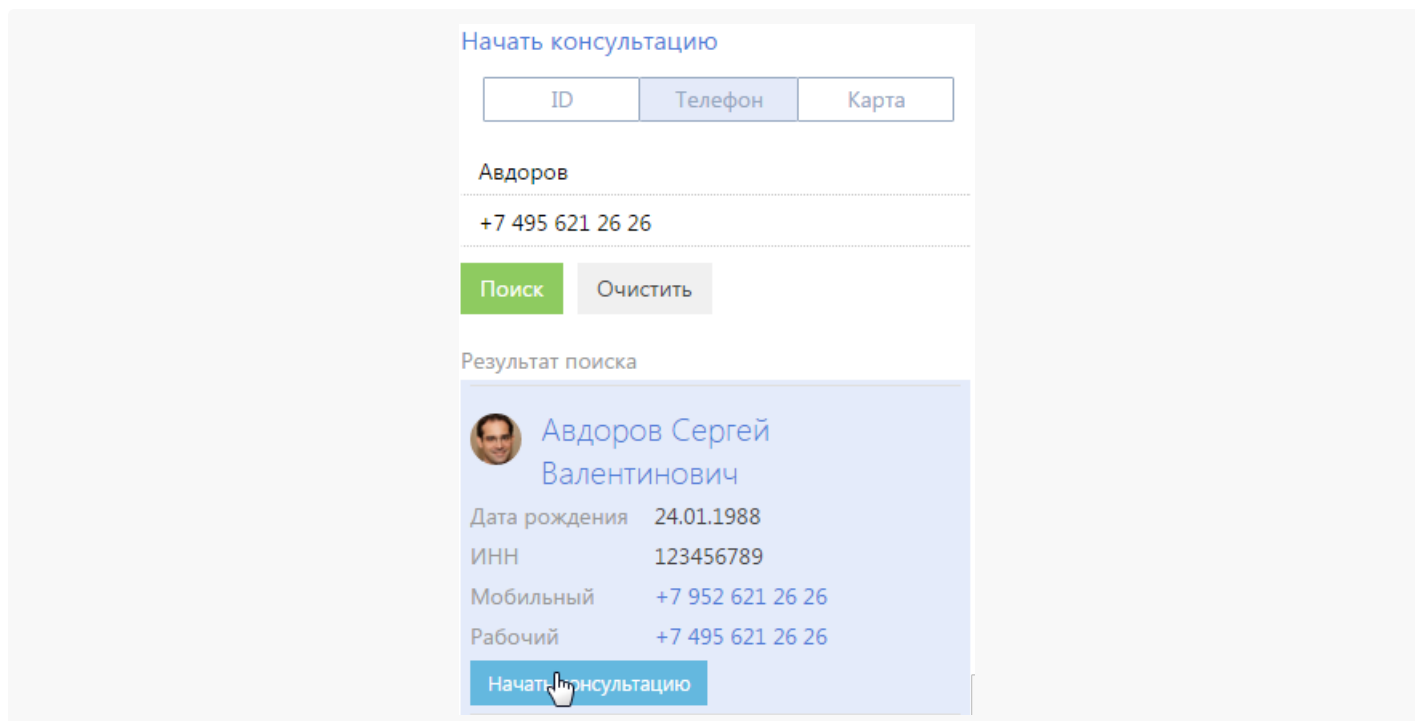 Начать консультацию
ID Телефон Карта
Авдоров
+7 495 621 26 26
Поиск Очистить
Результат поиска
Авдоров Сергей
Валентинович
Дата рождения 24.01.1988
ИНН 123456789
Мобильный +7 952 621 26 26
Рабочий +7 495 621 26 26
Начать консультацию